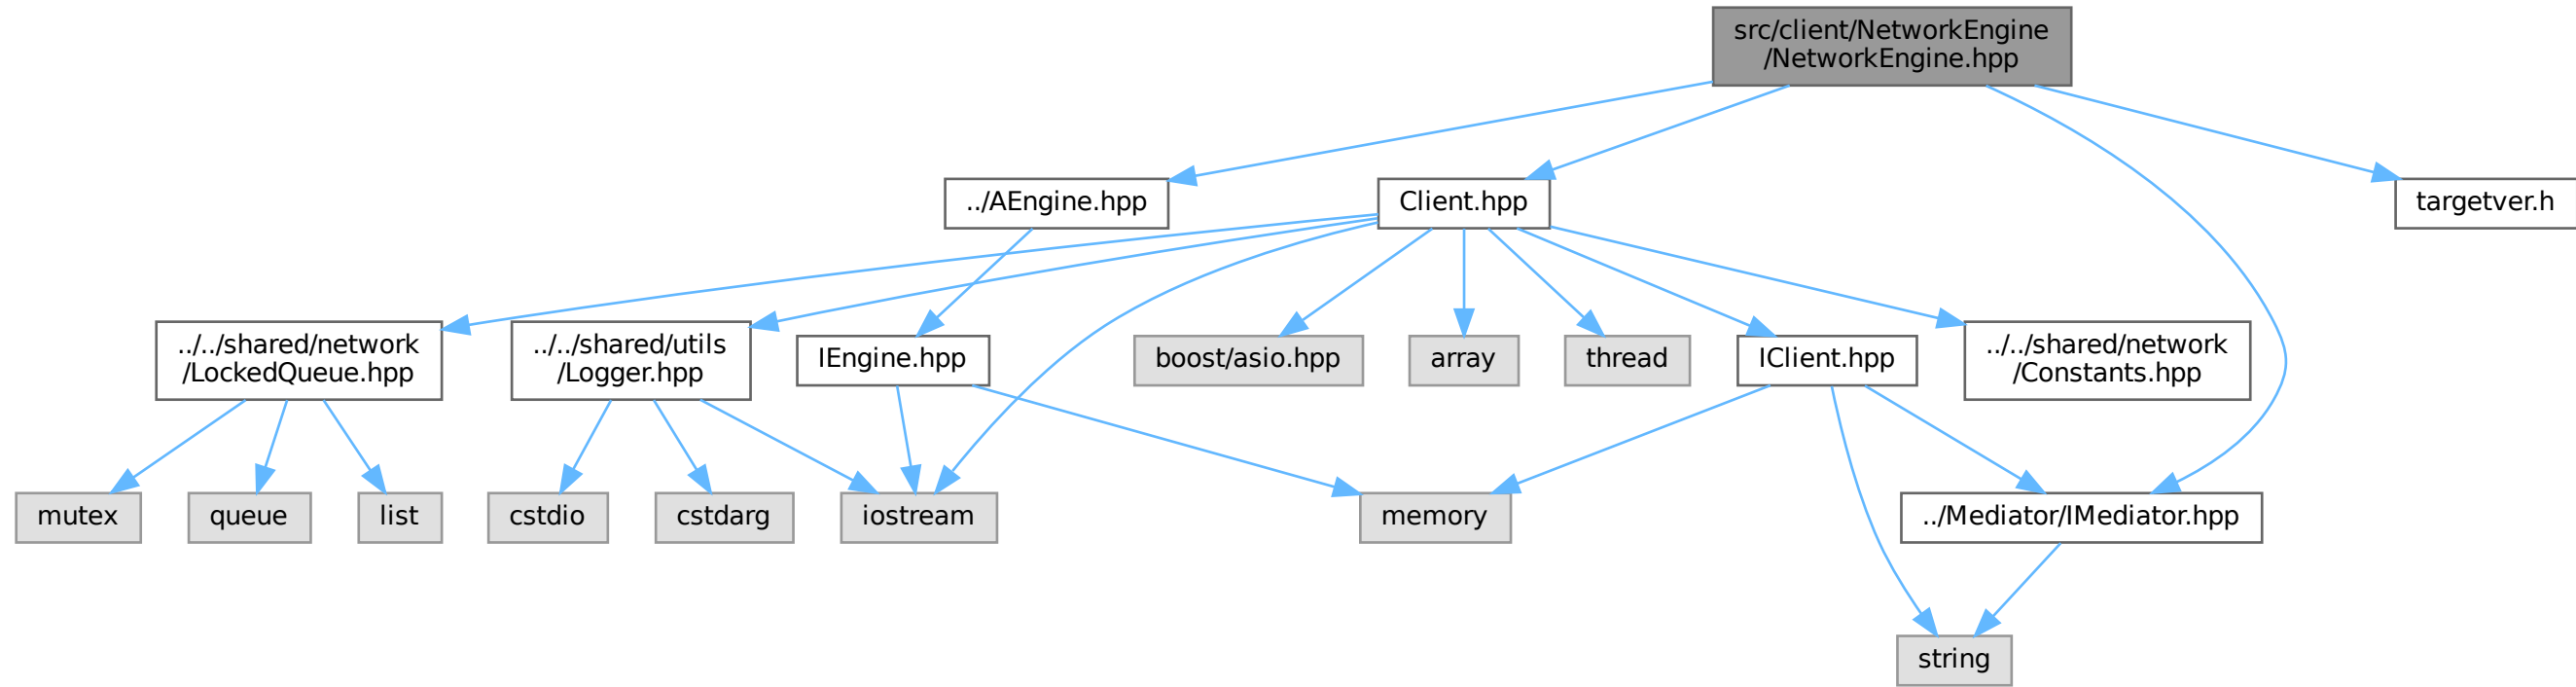 src/client/NetworkEngine
/NetworkEngine.hpp
../AEngine.hpp
Client.hpp
targetver.h
../../shared/network
/LockedQueue.hpp
../../shared/utils
/Logger.hpp
IEngine.hpp
boost/asio.hpp
array
thread
IClient.hpp
../../shared/network
/Constants.hpp
mutex
queue
list
cstdio
cstdarg
iostream
memory
../Mediator/IMediator.hpp
string